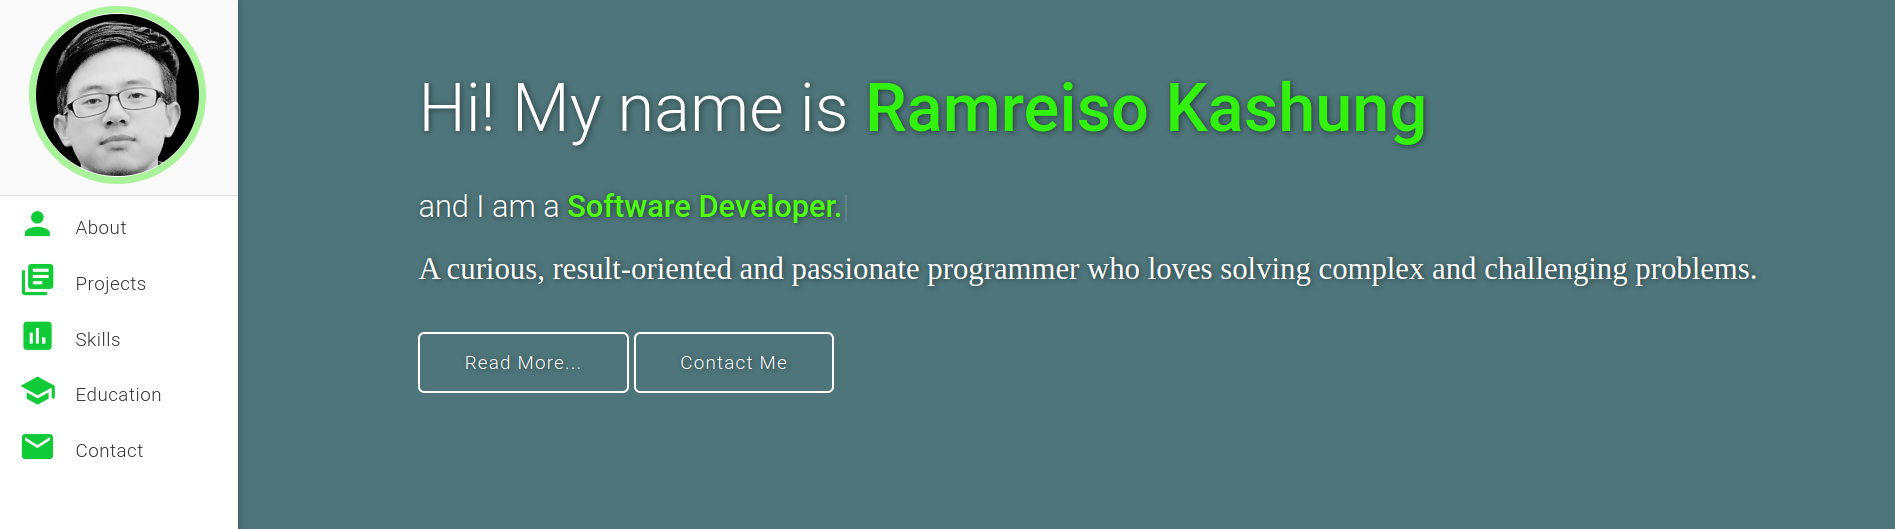 About
Projects
Skills
Education
Contact
Hi! My name is Ramreiso Kashung
and I am a Software Developer.
A curious, result-oriented and passionate programmer who loves solving complex and challenging problems.
Read More...
Contact Me